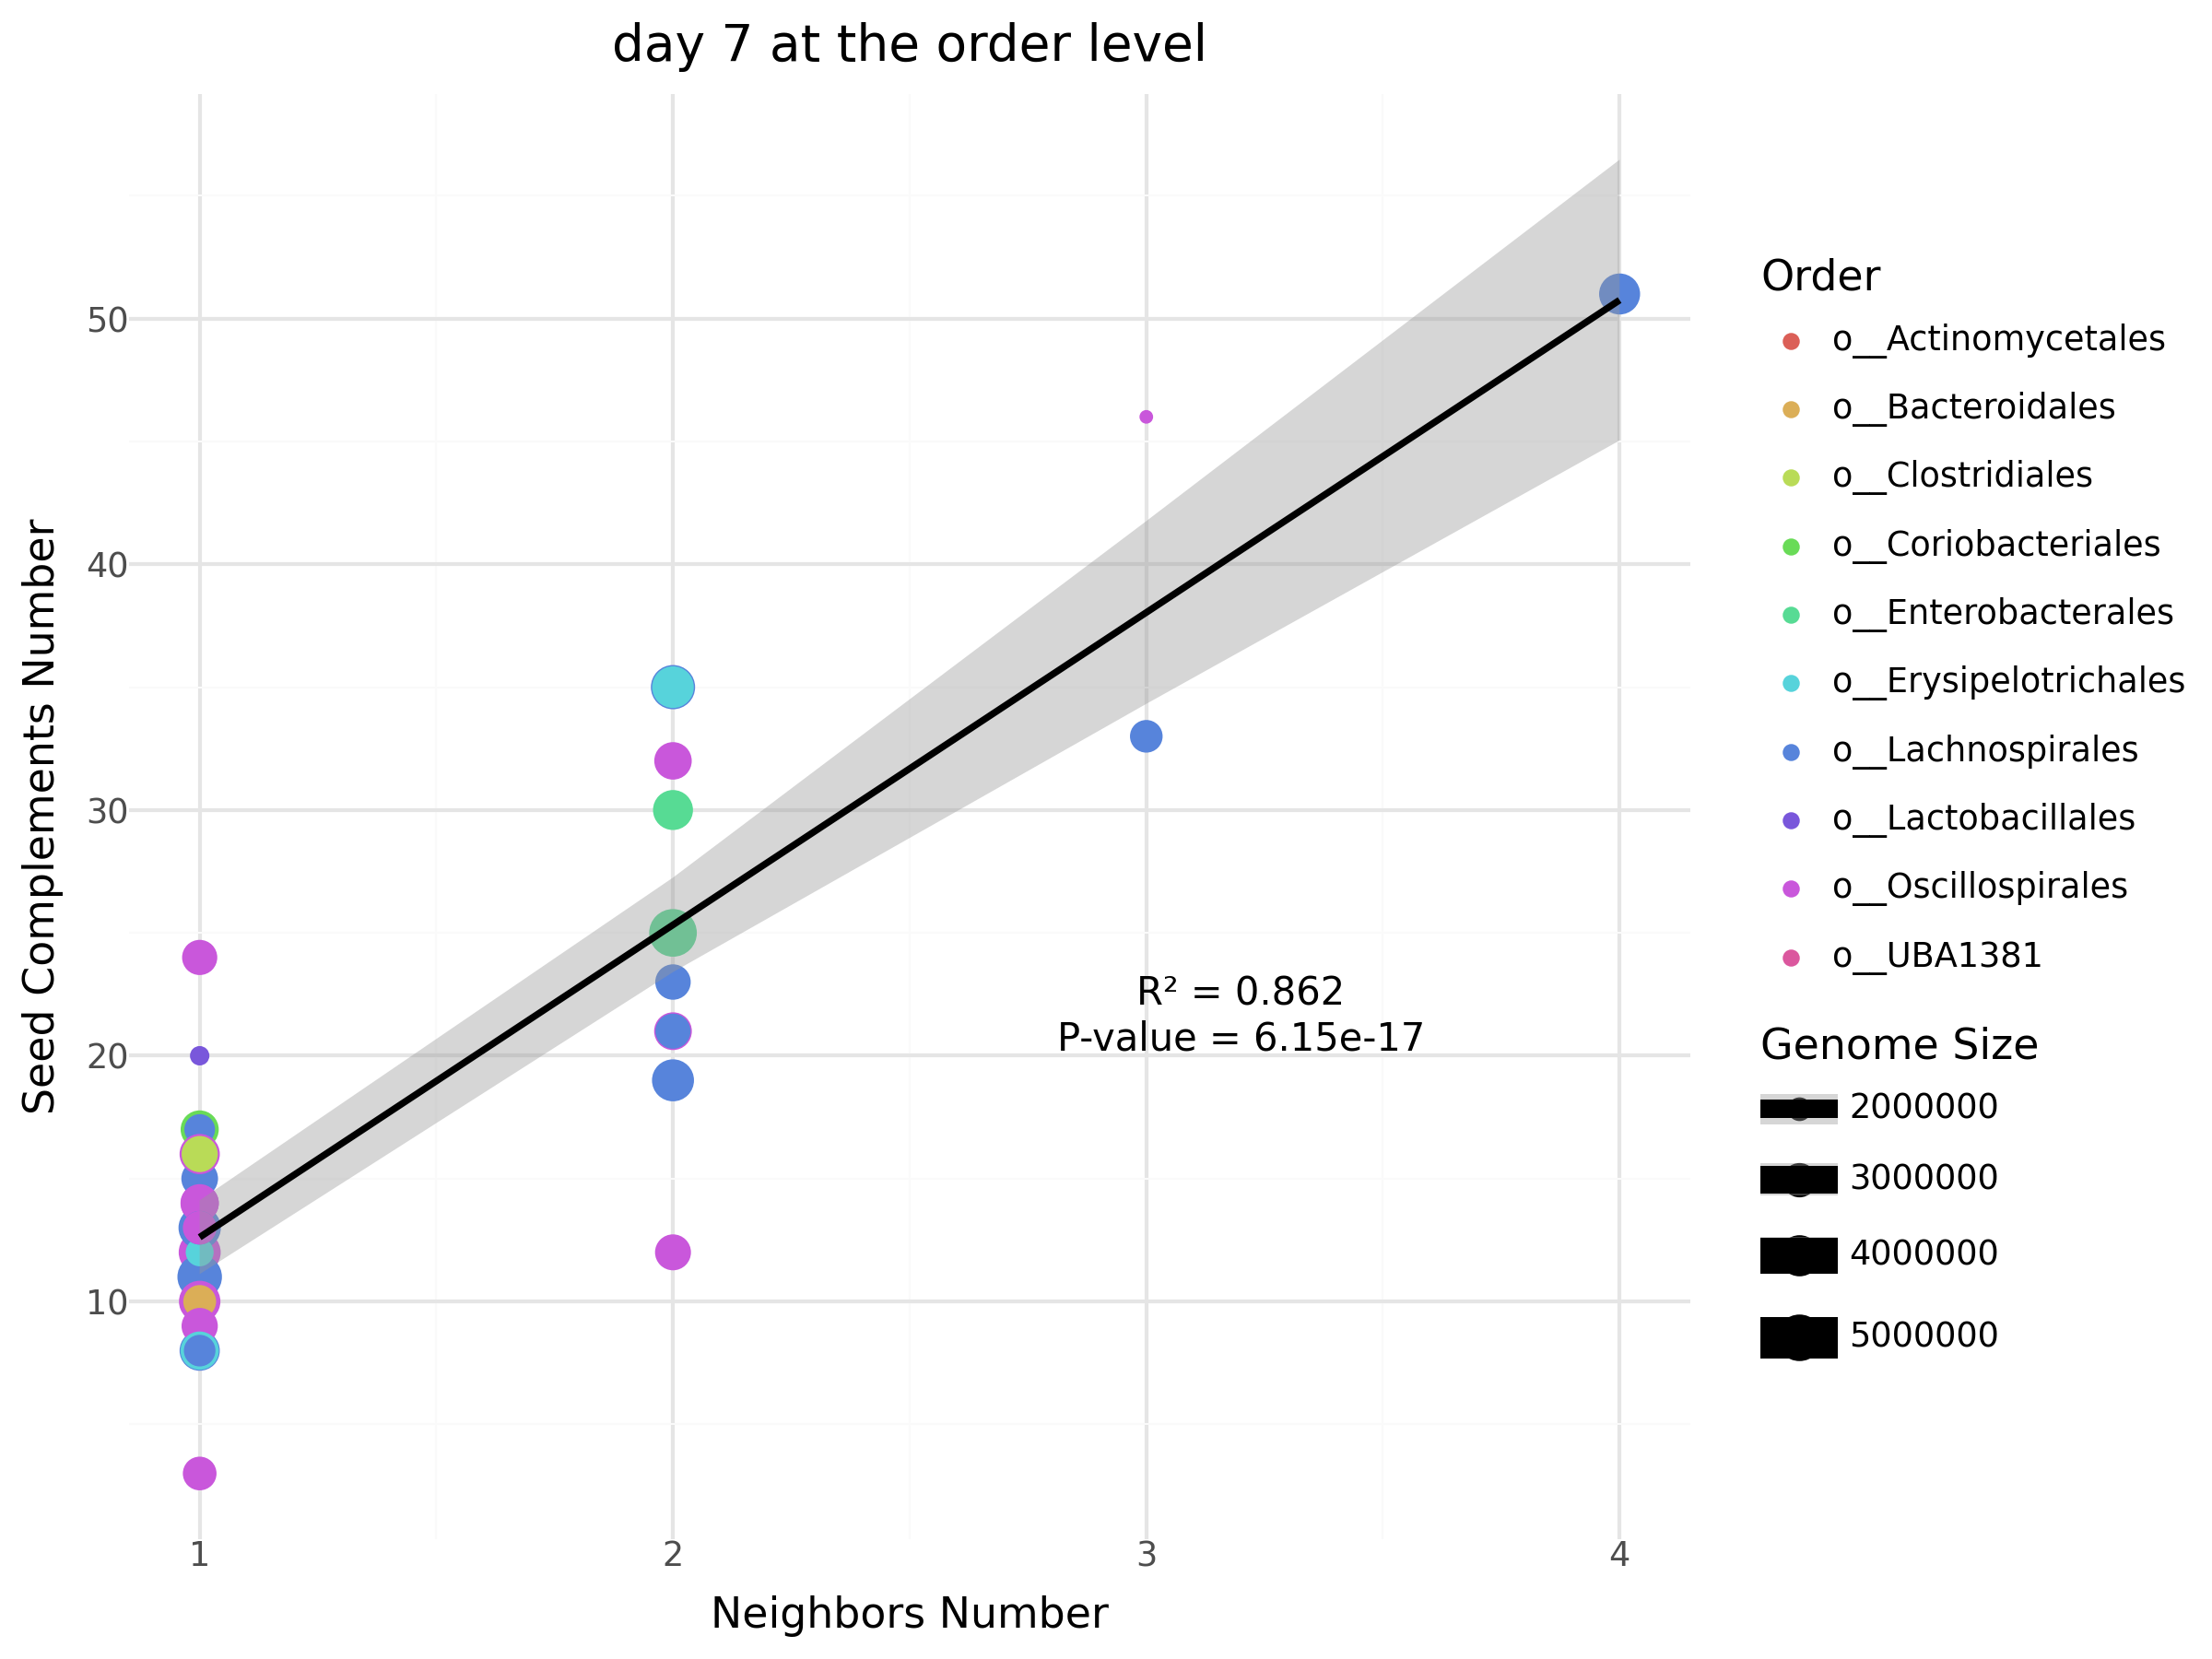 day 7 at the order level
Seed Complements Number
50
40
30
20
10
R² = 0.862
P-value = 6.15e-17
1 2 3 4
Neighbors Number
Order
o__Actinomycetales
o__Bacteroidales
o__Clostridiales
o__Coriobacteriales
o__Enterobacterales
o__Erysipelotrichales
o__Lachnospirales
o__Lactobacillales
o__Oscillospirales
o__UBA1381
Genome Size
2000000
3000000
4000000
5000000